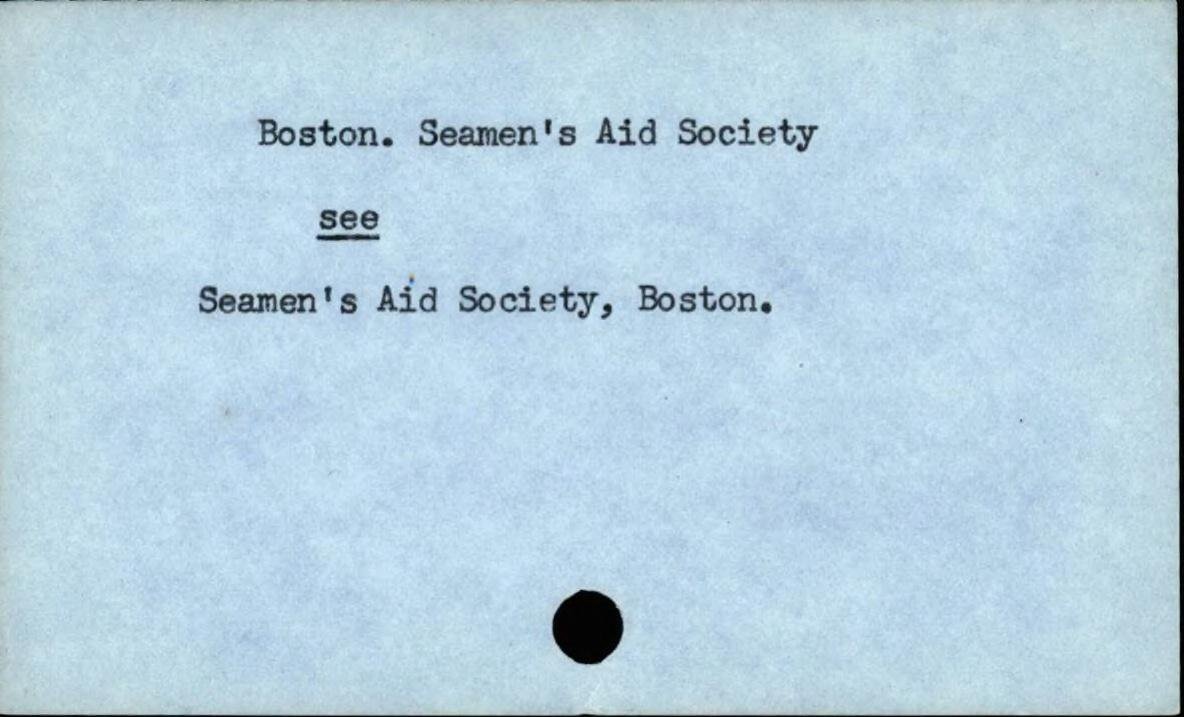 Boston. Seamen's Aid Society
see
Seamen's Aid Society, Boston.